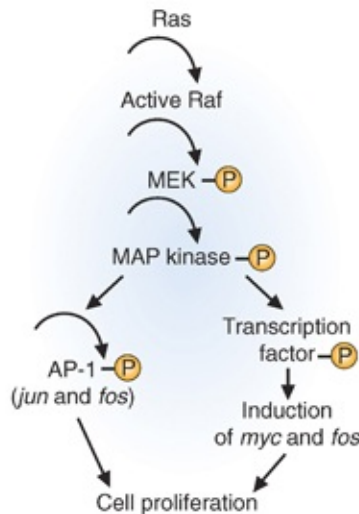 Ras
Active Raf
MEK P
MAP kinase P
Transcription
factor P
AP-1 P
(jun and fos)
Induction
of myc and fos
Cell proliferation